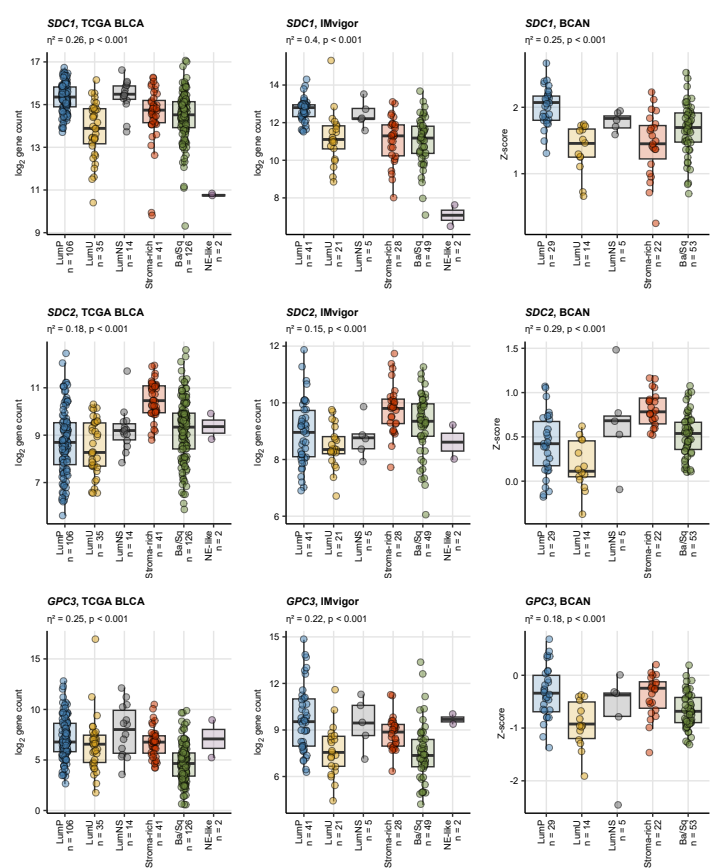 SDC1, TCGA BLCA
η² = 0.26, p < 0.001
17
15
13
11
9
log2 gene count
LumP
n = 106
LumU
n = 35
LumNS
n = 14
Stroma-rich
n = 41
Ba/Sq
n = 126
NE-like
n = 2
SDC1, IMvigor
η² = 0.4, p < 0.001
14
12
10
8
log2 gene count
LumP
n = 41
LumU
n = 21
LumNS
n = 5
Stroma-rich
n = 28
Ba/Sq
n = 49
NE-like
n = 2
SDC1, BCAN
η² = 0.25, p < 0.001
2
1
Z-score
LumP
n = 29
LumU
n = 14
LumNS
n = 5
Stroma-rich
n = 22
Ba/Sq
n = 53
SDC2, TCGA BLCA
η² = 0.18, p < 0.001
11
9
7
log2 gene count
LumP
n = 106
LumU
n = 35
LumNS
n = 14
Stroma-rich
n = 41
Ba/Sq
n = 126
NE-like
n = 2
SDC2, IMvigor
η² = 0.15, p < 0.001
12
10
8
6
log2 gene count
LumP
n = 41
LumU
n = 21
LumNS
n = 5
Stroma-rich
n = 28
Ba/Sq
n = 49
NE-like
n = 2
SDC2, BCAN
η² = 0.29, p < 0.001
1.5
1.0
0.5
0.0
Z-score
LumP
n = 29
LumU
n = 14
LumNS
n = 5
Stroma-rich
n = 22
Ba/Sq
n = 53
GPC3, TCGA BLCA
η² = 0.25, p < 0.001
15
10
5
0
log2 gene count
LumP
n = 106
LumU
n = 35
LumNS
n = 14
Stroma-rich
n = 41
Ba/Sq
n = 126
NE-like
n = 2
GPC3, IMvigor
η² = 0.22, p < 0.001
15
12
9
6
log2 gene count
LumP
n = 41
LumU
n = 21
LumNS
n = 5
Stroma-rich
n = 28
Ba/Sq
n = 49
NE-like
n = 2
GPC3, BCAN
η² = 0.18, p < 0.001
0
-1
-2
Z-score
LumP
n = 29
LumU
n = 14
LumNS
n = 5
Stroma-rich
n = 22
Ba/Sq
n = 53